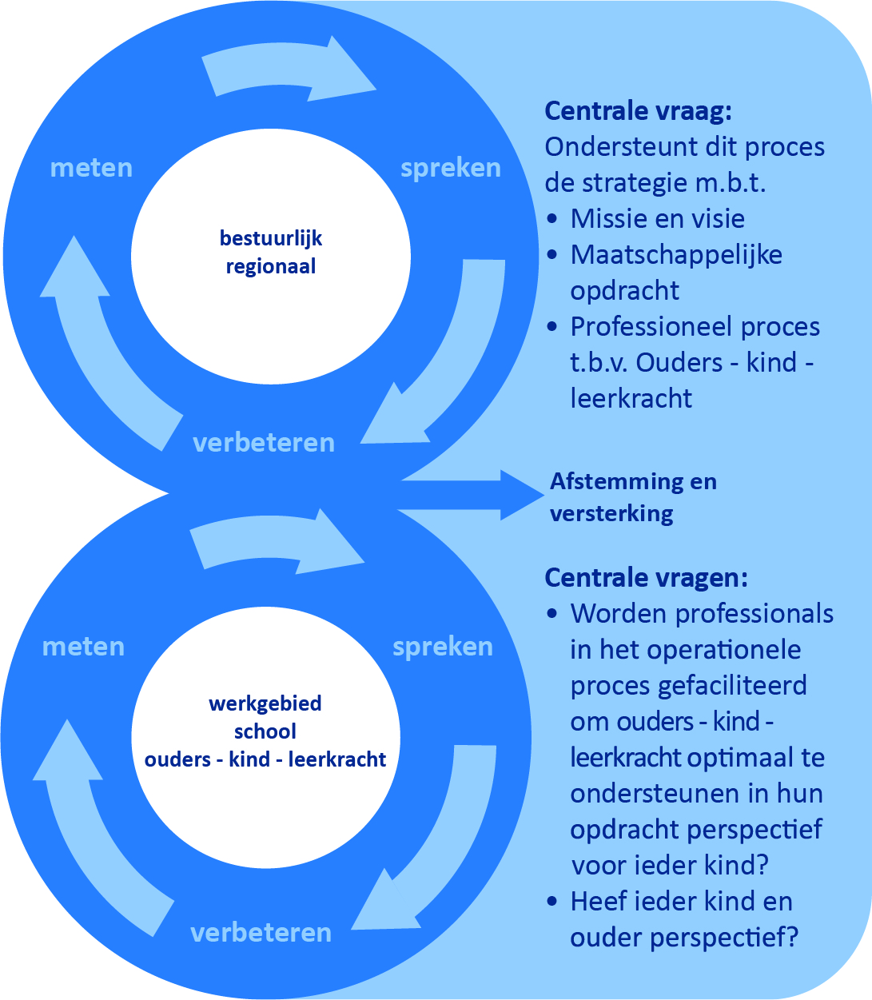 meten
spreken
bestuurlijk
regionaal
verbeteren
Centrale vraag:
Ondersteunt dit proces
de strategie m.b.t.
• Missie en visie
• Maatschappelijke
opdracht
• Professioneel proces
t.b.v. Ouders - kind -
leerkracht
Afstemming en
versterking
meten
spreken
werkgebied
school
ouders - kind - leerkracht
verbeteren
Centrale vragen:
• Worden professionals
in het operationele
proces gefaciliteerd
om ouders - kind -
leerkracht optimaal te
ondersteunen in hun
opdracht perspectief
voor ieder kind?
• Heef ieder kind en
ouder perspectief?